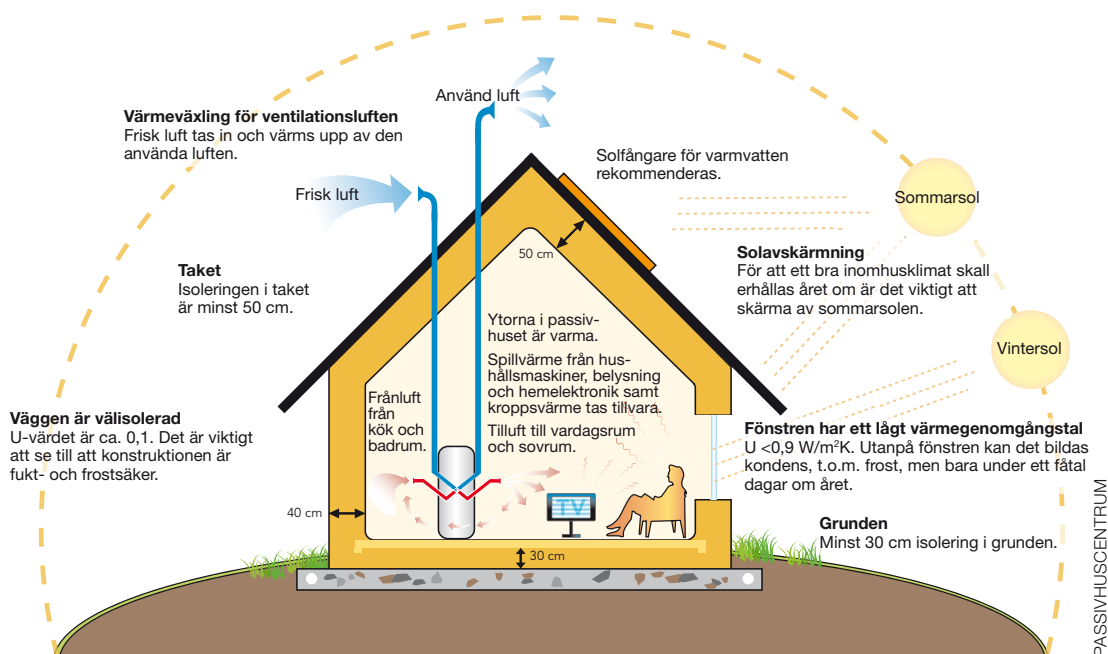 Använd luft
Värmeväxling för ventilationsluften
Frisk luft tas in och värms upp av den
använda luften.
Solfångare för varmvatten
rekommenderas.
Frisk luft
Sommarsol
50 cm
Solavskärmning
För att ett bra inomhusklimat skall
erhållas året om är det viktigt att
skärma av sommarsolen.
Taket
Isoleringen i taket
är minst 50 cm.
Ytorna i passiv-
huset är varma.
Spillvärme från hus-
hållsmaskiner, belysning
och hemelektronik samt
kroppsvärme tas tillvara.
Tilluft till vardagsrum
och sovrum.
Vintersol
Frånluft
från
kök och
badrum.
Väggen är välisolerad
U-värdet är ca. 0,1. Det är viktigt
att se till att konstruktionen är
fukt- och frostsäker.
Fönstren har ett lågt värmegenomgångstal
U <0,9 W/m²K. Utanpå fönstren kan det bildas
kondens, t.o.m. frost, men bara under ett fåtal
dagar om året.
TV
40 cm
Grunden
Minst 30 cm isolering i grunden.
30 cm
PASSIVHUSCENTRUM